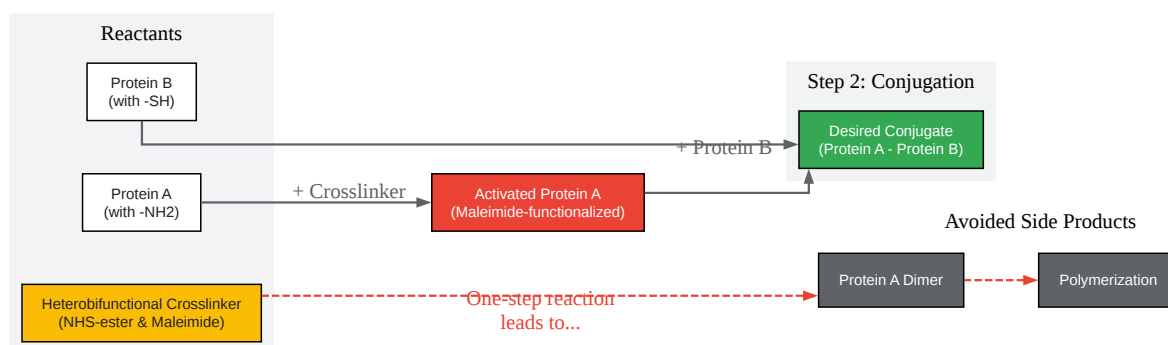 Reactants
Protein B
(with -SH)
Step 2: Conjugation
Desired Conjugate
(Protein A - Protein B)
+ Protein B
Protein A
(with -NH2)
+ Crosslinker
Activated Protein A
(Maleimide-functionalized)
Avoided Side Products
Heterobifunctional Crosslinker
(NHS-ester & Maleimide)
One-step reaction
leads to...
Protein A Dimer
Polymerization